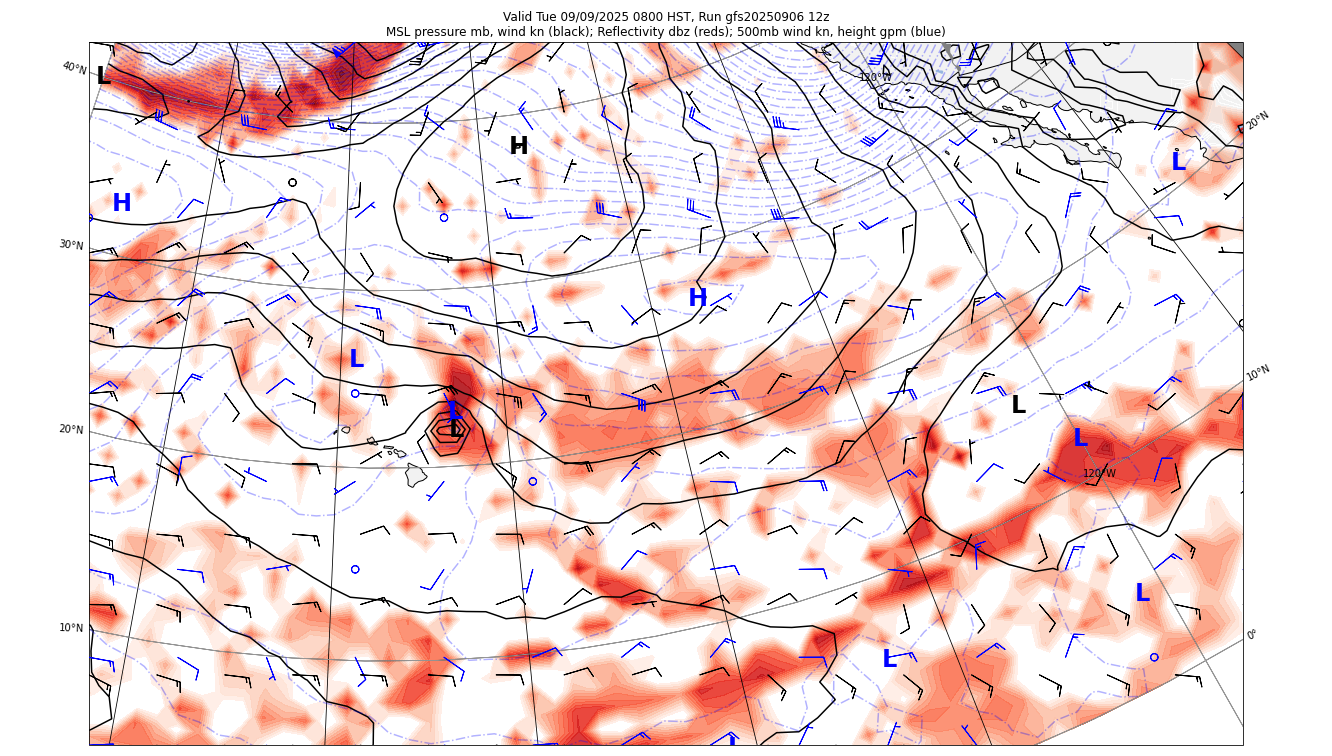 Valid Tue 09/09/2025 0800 HST, Run gfs20250906 12z
MSL pressure mb, wind kn (black); Reflectivity dbz (reds); 500mb wind kn, height gpm (blue)
40°N
L
120°W
20°N
H
L
H
30°N
H
L
10°N
L
L
L
20°N
L
120°W
L
10°N
0°
L
L